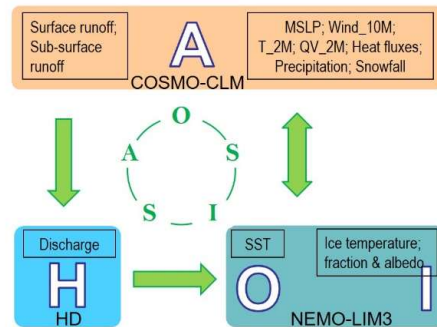 Surface runoff;
Sub-surface
runoff
A
COSMO-CLM
MSLP; Wind_10M;
T_2M; QV_2M; Heat fluxes;
Precipitation; Snowfall
O
A
S
S
I
S
Discharge
H
HD
SST
O
Ice temperature;
fraction & albedo
I
NEMO-LIM3